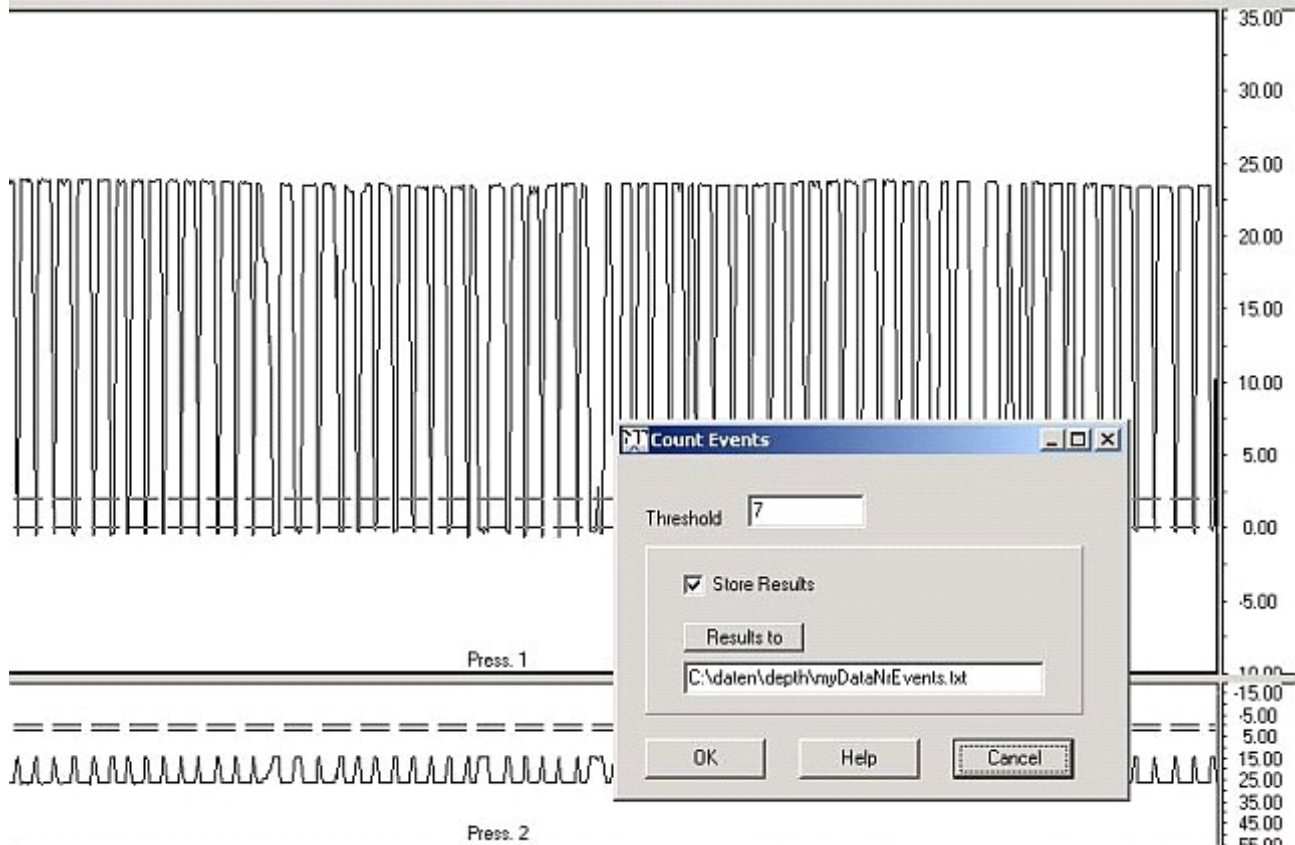 35.00
30.00
25.00
20.00
15.00
10.00
5.00
0.00
-5.00
Press. 1
Count Events
Threshold 7
Store Results
Results to
C:\daten\depth\myDataNrEvents.txt
OK Help Cancel
-15.00
-5.00
5.00
15.00
25.00
35.00
45.00
55.00
Press. 2